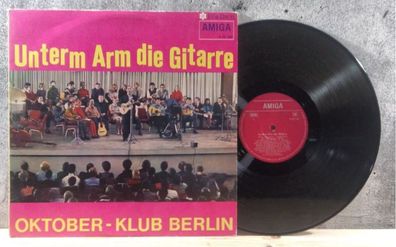 AMIGA
Unterm Arm die Gitarre
OKTOBER - KLUB BERLIN
AMIGA